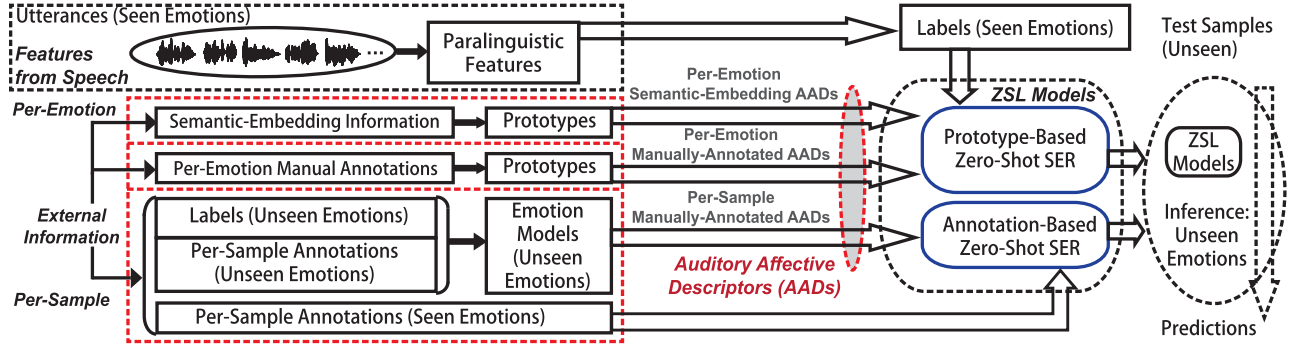 Utterances (Seen Emotions)
Features
from Speech
...
Paralinguistic
Features
Labels (Seen Emotions)
Test Samples
(Unseen)
Per-Emotion
Semantic-Embedding Information
Prototypes
Per-Emotion
Semantic-Embedding AADs
Per-Emotion Manual Annotations
Prototypes
Per-Emotion
Manually-Annotated AADs
External
Information
Per-Sample
Labels (Unseen Emotions)
Per-Sample Annotations
(Unseen Emotions)
Emotion
Models
(Unseen
Emotions)
Per-Sample
Manually-Annotated AADs
Per-Sample Annotations (Seen Emotions)
Auditory Affective
Descriptors (AADs)
ZSL Models
Prototype-Based
Zero-Shot SER
Annotation-Based
Zero-Shot SER
ZSL
Models
Inference:
Unseen
Emotions
Predictions